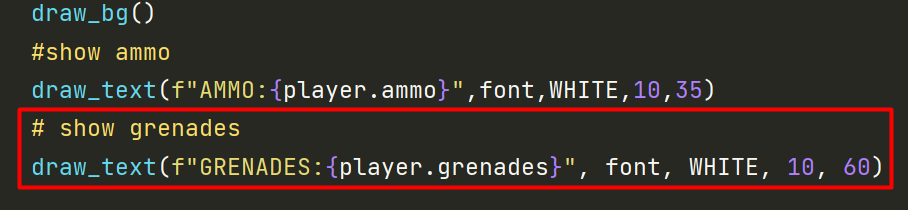 draw_bg()
#show ammo
draw_text(f"AMMO:{player.ammo}",font,WHITE,10,35)
# show grenades
draw_text(f"GRENADES:{player.grenades}", font, WHITE, 10, 60)